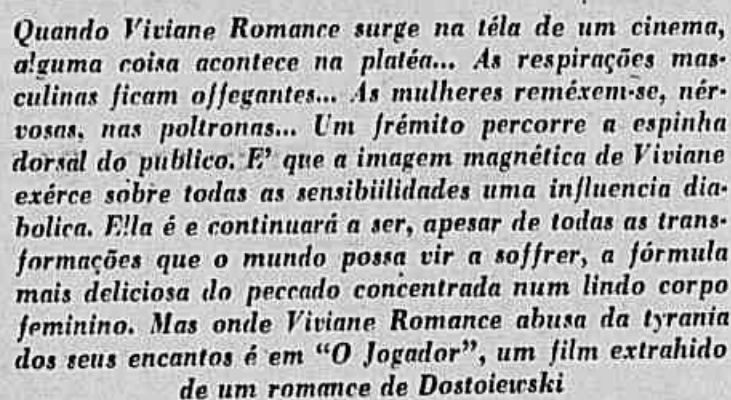 Quando Viviane Romance surge na téla de um cinema,
alguma coisa acontece na platéa... As respirações mas-
culinas ficam offegantes... As mulheres reméxem-se, nér-
vosas, nas poltronas... Um frémito percorre a espinha
dorsal do publico. E' que a imagem magnética de Viviane
exérce sobre todas as sensibiilidades uma influencia dia-
bolica. Ella é e continuará a ser, apesar de todas as trans-
formações que o mundo possa vir a soffrer, a fórmula
mais deliciosa do peccado concentrada num lindo corpo
feminino. Mas onde Viviane Romance abusa da tyrania
dos seus encantos é em "O Jogador", um film extrahido
de um romance de Dostoiewski